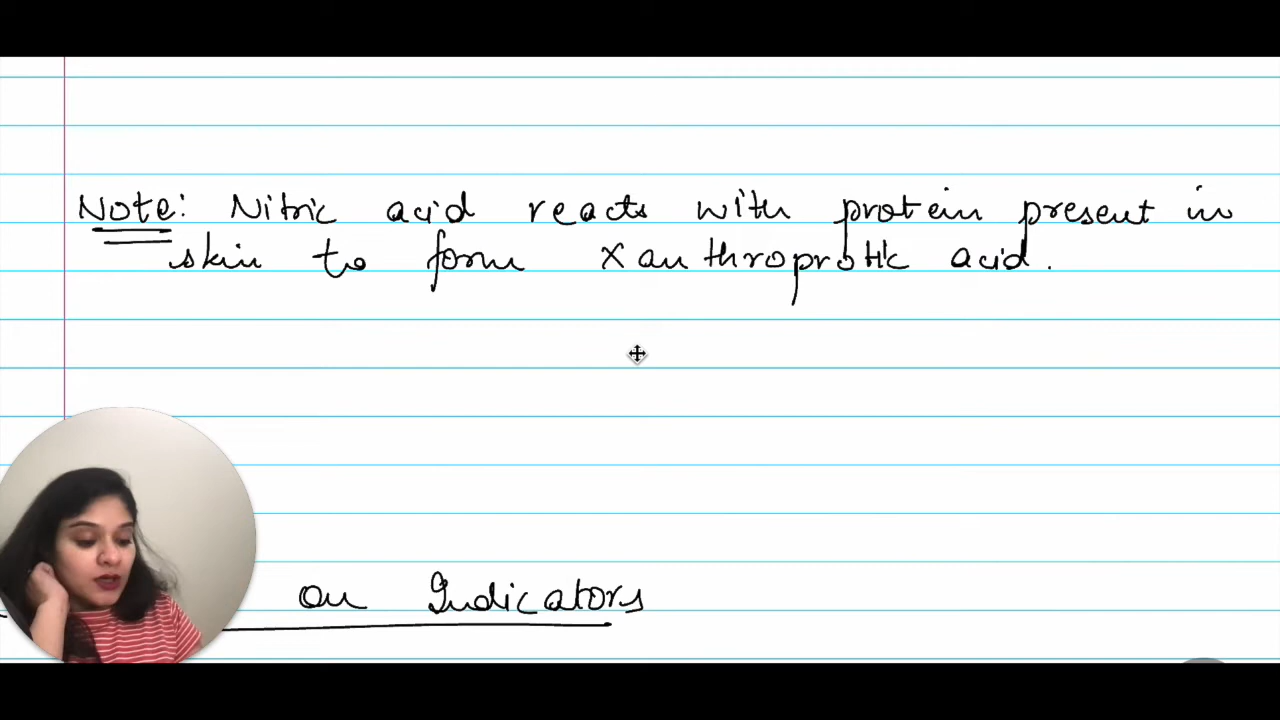 Note: Nitric acid reacts with protein present in
skin to form Xanthroprotic acid.
on Indicators